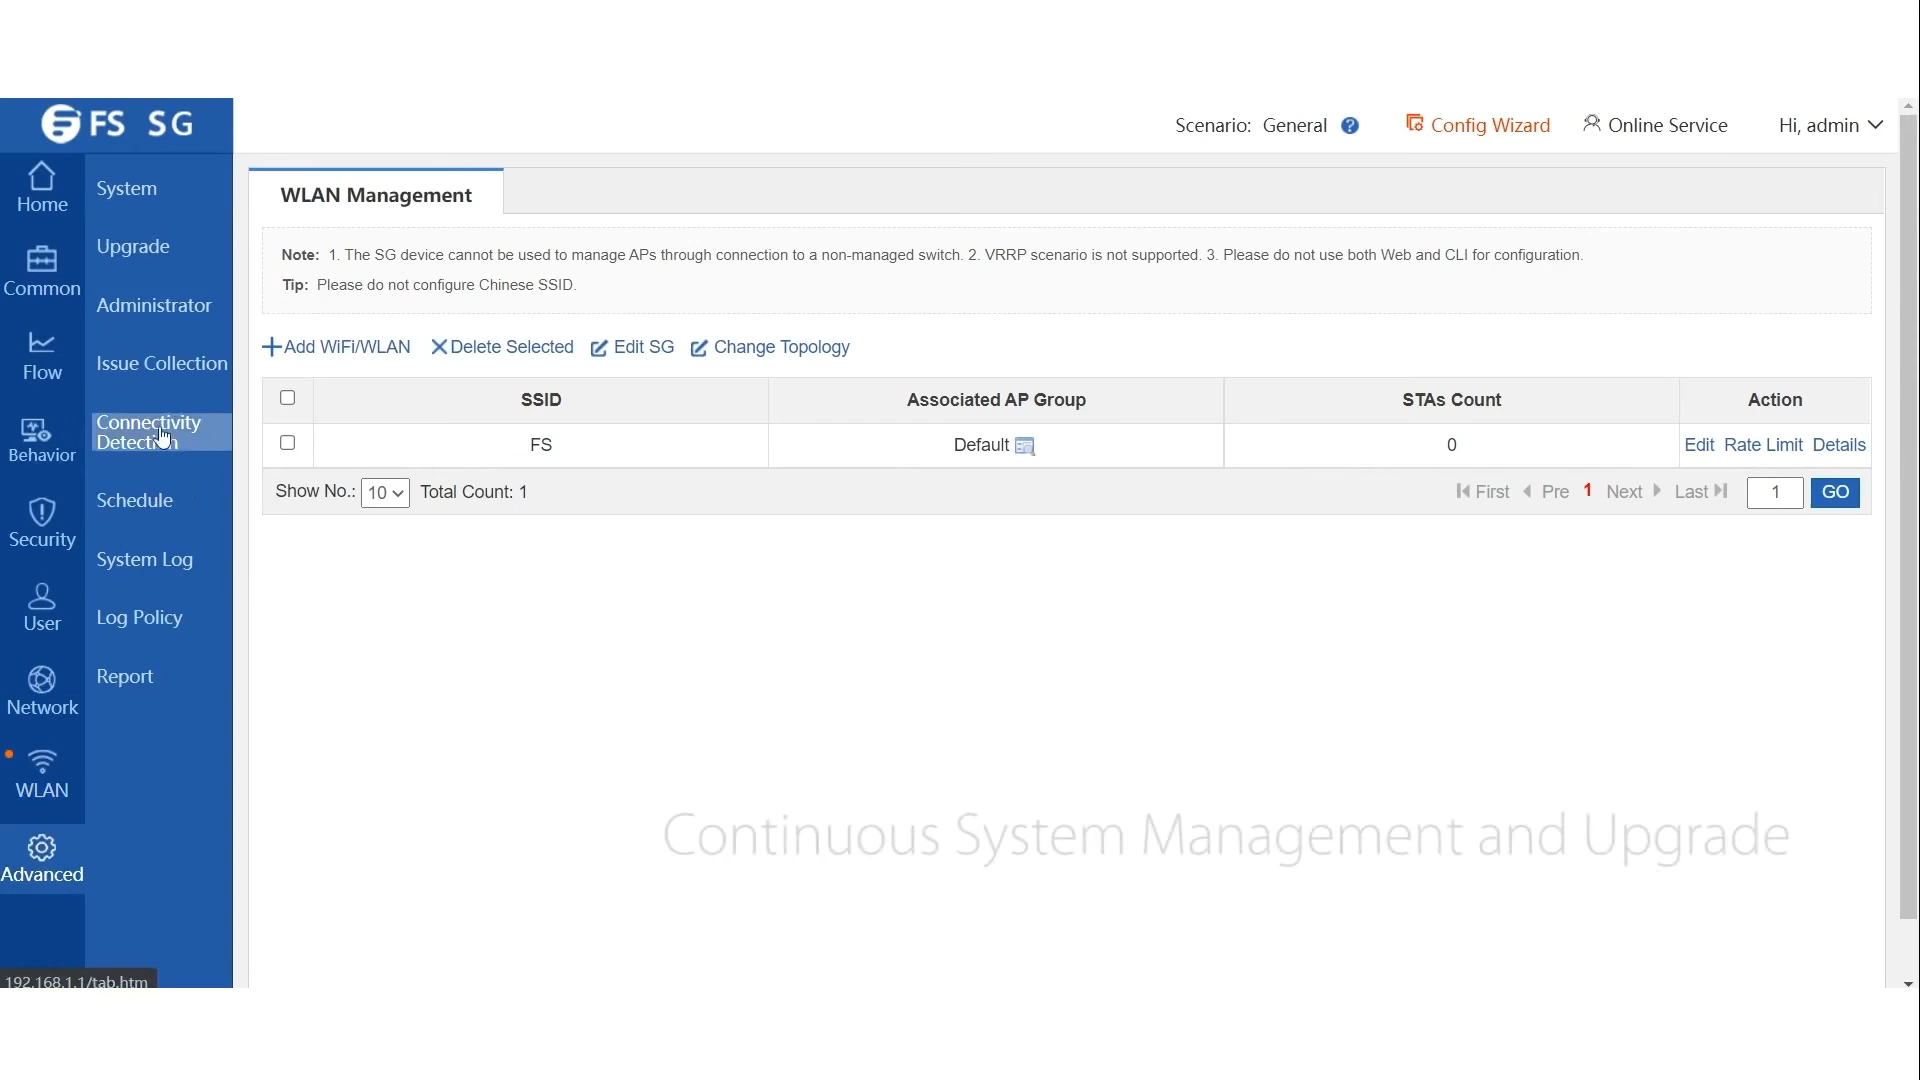 FS SG
Scenario: General ?
Config Wizard
Online Service
Hi, admin
Home
Common
Flow
Behavior
Security
User
Network
WLAN
Advanced
System
Upgrade
Administrator
Issue Collection
Connectivity
Detection
Schedule
System Log
Log Policy
Report
WLAN Management
Note: 1. The SG device cannot be used to manage APs through connection to a non-managed switch. 2. VRRP scenario is not supported. 3. Please do not use both Web and CLI for configuration.
Tip: Please do not configure Chinese SSID.
Add WiFi/WLAN Delete Selected Edit SG Change Topology
SSID Associated AP Group STAs Count Action
FS Default 0 Edit Rate Limit Details
Show No.: 10 Total Count: 1 First Pre 1 Next Last 1 GO
Continuous System Management and Upgrade
192.168.1.1/tab.htm